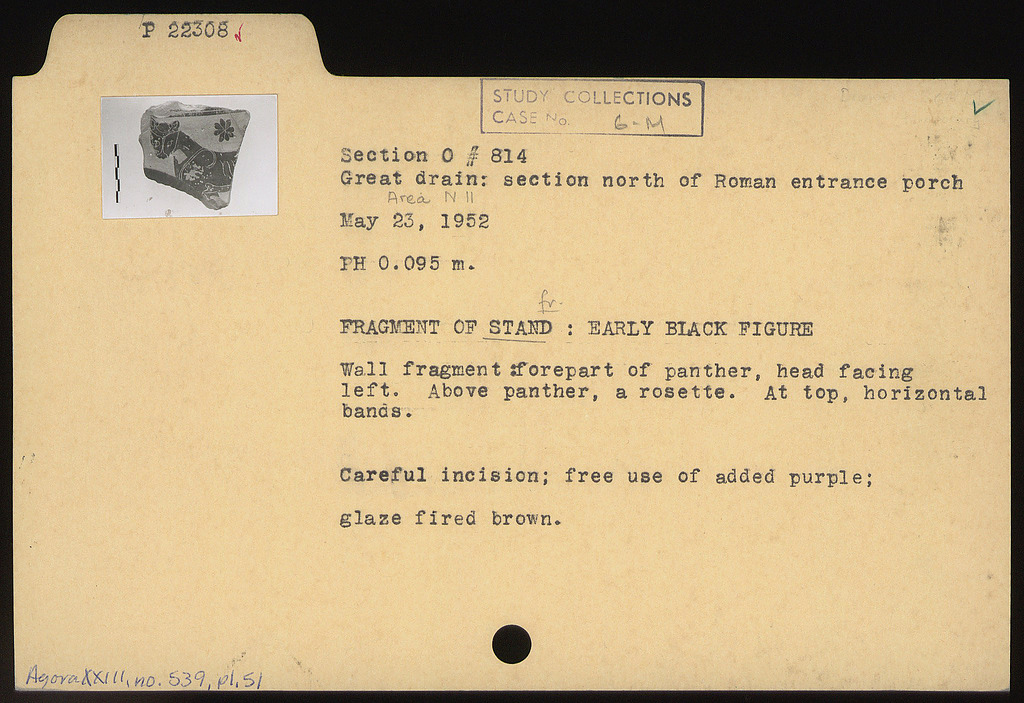 P 22308
STUDY COLLECTIONS
CASE No. 6-M
Section O # 814
Great drain: section north of Roman entrance porch
Area N 11
May 23, 1952
PH 0.095 m.
fr.
FRAGMENT OF STAND : EARLY BLACK FIGURE
Wall fragment :forepart of panther, head facing
left. Above panther, a rosette. At top, horizontal
bands.
Careful incision; free use of added purple;
glaze fired brown.
Agora XXIII, no. 539, pl. 51